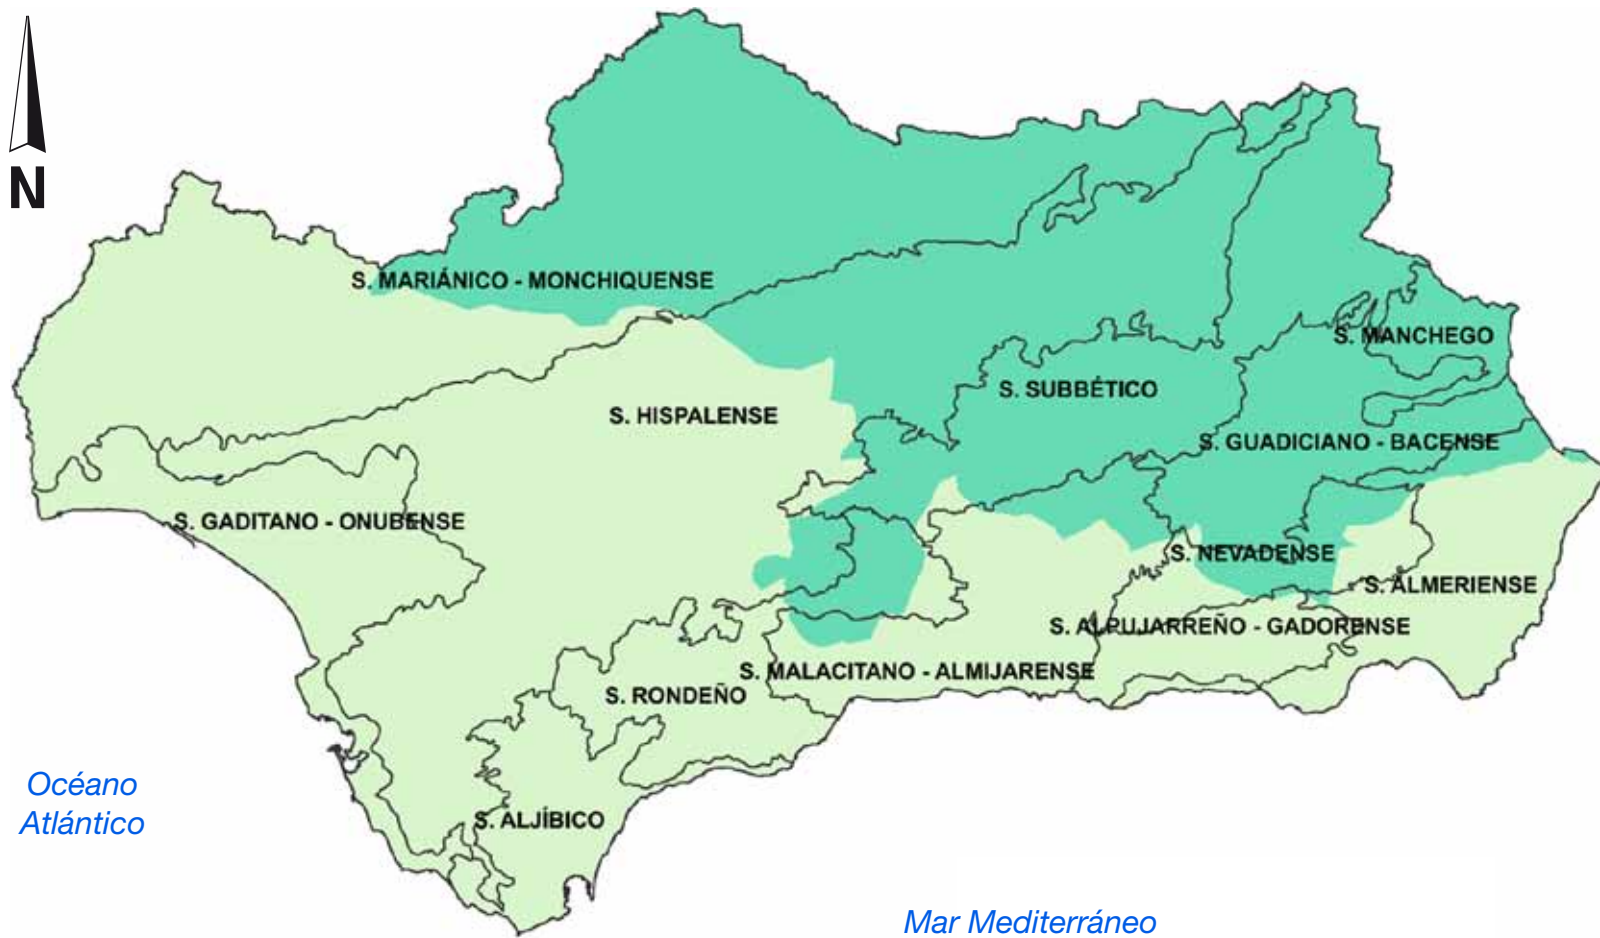 N
S. MARIÁNICO - MONCHIQUENSE
S. MANCHEGO
S. SUBBÉTICO
S. HISPALENSE
S. GUADICIANO - BACENSE
S. GADITANO - ONUBENSE
S. NEVADENSE
S. ALMERIENSE
S. ALPUJARREÑO - GADORENSE
S. MALACITANO - ALMIJARENSE
S. RONDEÑO
Océano
Atlántico
S. ALJÍBICO
Mar Mediterráneo